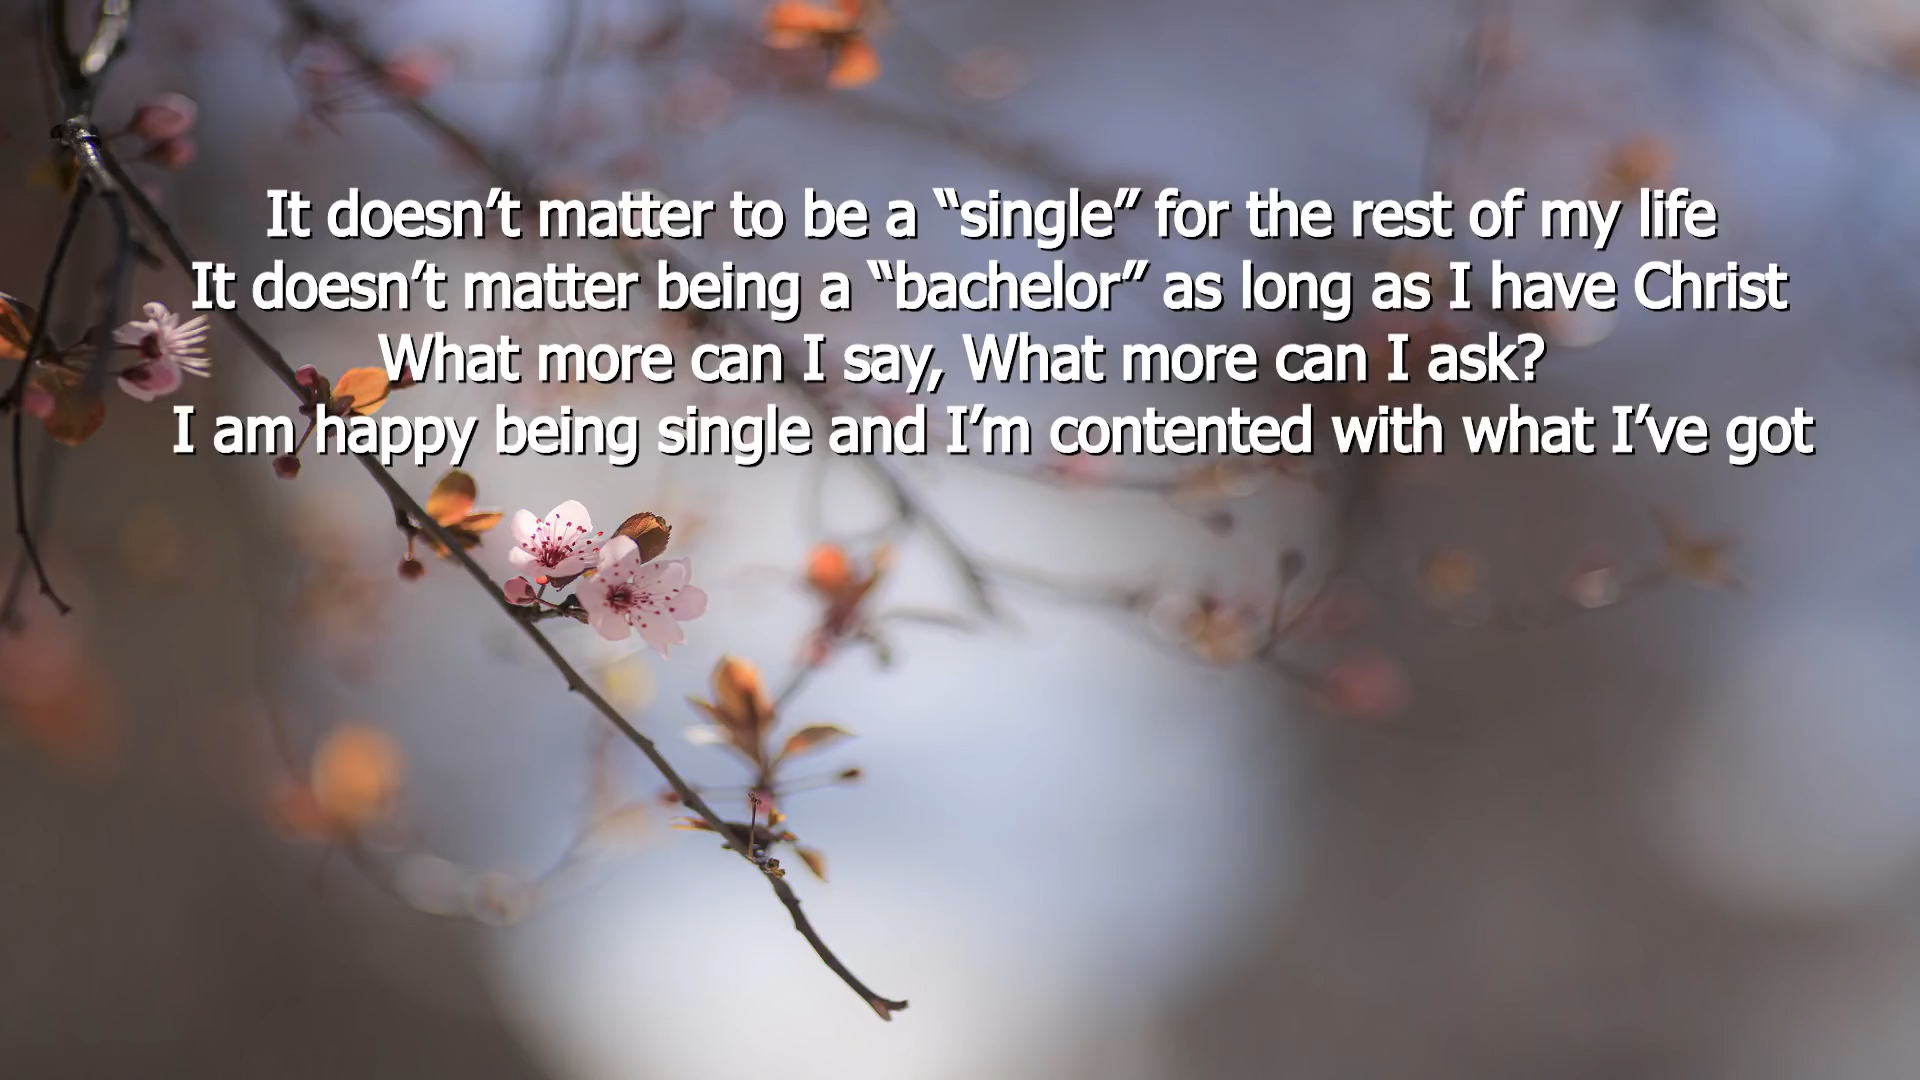 It doesn’t matter to be a “single” for the rest of my life
It doesn’t matter being a “bachelor” as long as I have Christ
What more can I say, What more can I ask?
I am happy being single and I’m contented with what I’ve got